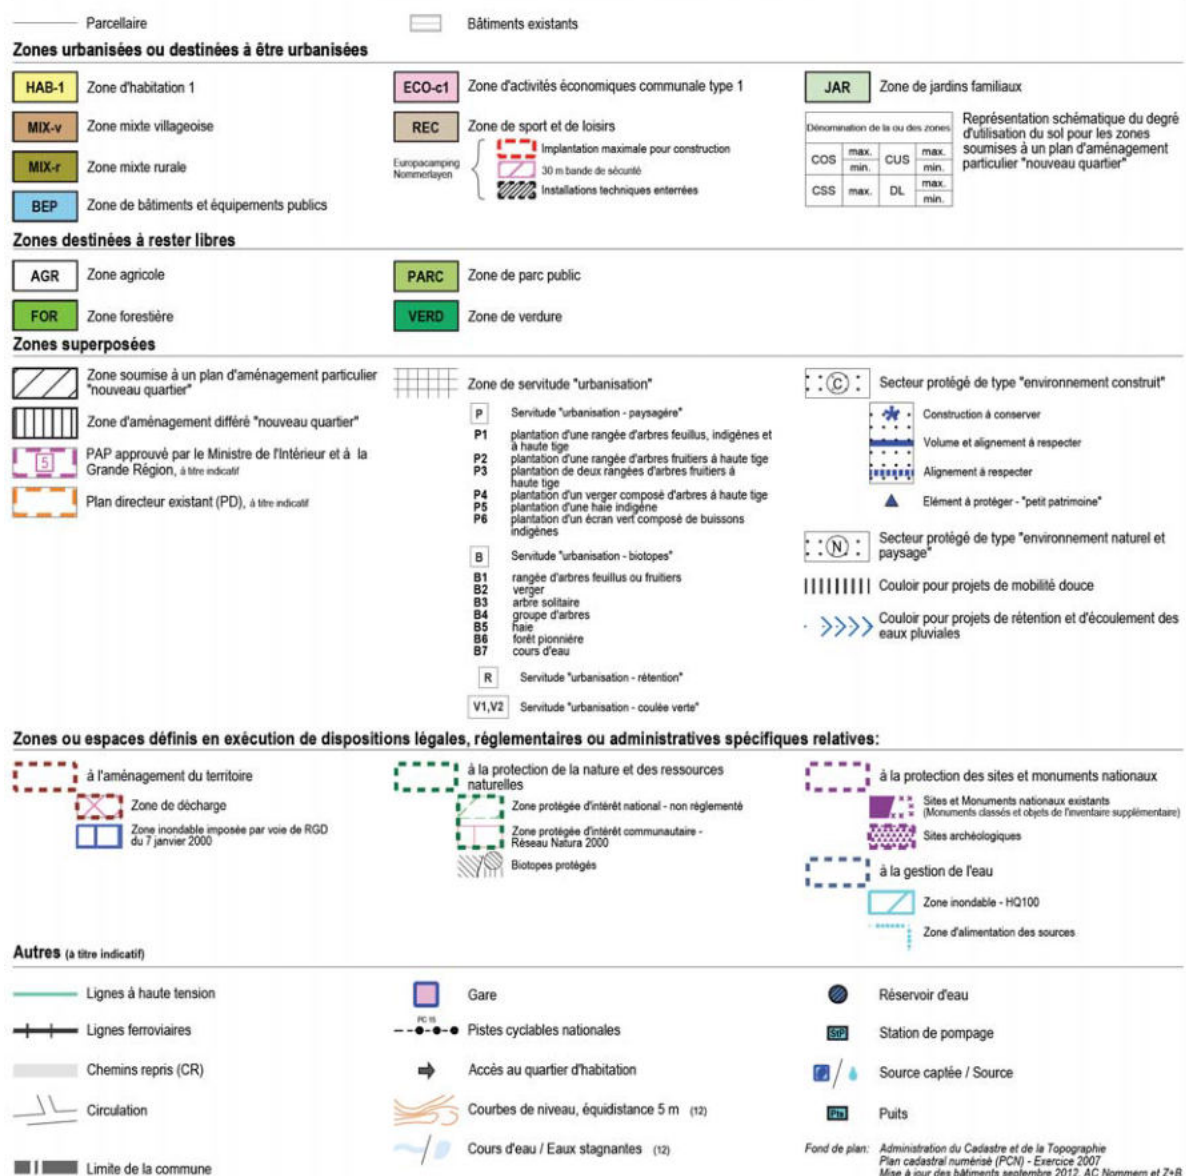 Parcellaire
Bâtiments existants
Zones urbanisées ou destinées à être urbanisées
HAB-1 Zone d'habitation 1
MIX-v Zone mixte villageoise
MIX-r Zone mixte rurale
BEP Zone de bâtiments et équipements publics
ECO-c1 Zone d'activités économiques communale type 1
REC Zone de sport et de loisirs
Europacamping
Nommerlayen
Implantation maximale pour construction
30 m bande de sécurité
Installations techniques enterrées
JAR Zone de jardins familiaux
Dénomination de la ou des zones
COS max. CUS max.
min. min.
CSS max. DL max.
min.
Représentation schématique du degré
d'utilisation du sol pour les zones
soumises à un plan d'aménagement
particulier "nouveau quartier"
Zones destinées à rester libres
AGR Zone agricole
FOR Zone forestière
PARC Zone de parc public
VERD Zone de verdure
Zones superposées
Zone soumise à un plan d'aménagement particulier
"nouveau quartier"
Zone d'aménagement différé "nouveau quartier"
5 PAP approuvé par le Ministre de l'Intérieur et à la
Grande Région, à titre indicatif
Plan directeur existant (PD), à titre indicatif
Zone de servitude "urbanisation"
P Servitude "urbanisation - paysagère"
P1 plantation d'une rangée d'arbres feuillus, indigènes et
à haute tige
P2 plantation d'une rangée d'arbres fruitiers à haute tige
P3 plantation de deux rangées d'arbres fruitiers à
haute tige
P4 plantation d'un verger composé d'arbres à haute tige
P5 plantation d'une haie indigène
P6 plantation d'un écran vert composé de buissons
indigènes
B Servitude "urbanisation - biotopes"
B1 rangée d'arbres feuillus ou fruitiers
B2 verger
B3 arbre solitaire
B4 groupe d'arbres
B5 haie
B6 forêt pionnière
B7 cours d'eau
R Servitude "urbanisation - rétention"
V1,V2 Servitude "urbanisation - coulée verte"
C Secteur protégé de type "environnement construit"
Construction à conserver
Volume et alignement à respecter
Alignement à respecter
Elément à protéger - "petit patrimoine"
N Secteur protégé de type "environnement naturel et
paysage"
Couloir pour projets de mobilité douce
Couloir pour projets de rétention et d'écoulement des
eaux pluviales
Zones ou espaces définis en exécution de dispositions légales, réglementaires ou administratives spécifiques relatives:
à l'aménagement du territoire
Zone de décharge
Zone inondable imposée par voie de RGD
du 7 janvier 2000
à la protection de la nature et des ressources
naturelles
Zone protégée d'intérêt national - non règlementé
Zone protégée d'intérêt communautaire -
Réseau Natura 2000
Biotopes protégés
à la protection des sites et monuments nationaux
Sites et Monuments nationaux existants
(Monuments classés et objets de l'inventaire supplémentaire)
Sites archéologiques
à la gestion de l'eau
Zone inondable - HQ100
Zone d'alimentation des sources
Autres (à titre indicatif)
Lignes à haute tension
Lignes ferroviaires
Chemins repris (CR)
Circulation
Limite de la commune
Gare
PC 15
Pistes cyclables nationales
Accès au quartier d'habitation
Courbes de niveau, équidistance 5 m (12)
Cours d'eau / Eaux stagnantes (12)
Réservoir d'eau
StP Station de pompage
Source captée / Source
Pts Puits
Fond de plan: Administration du Cadastre et de la Topographie
Plan cadastral numérisé (PCN) - Exercice 2007
Mise à jour des bâtiments septembre 2012, AC Nommern et Z+B